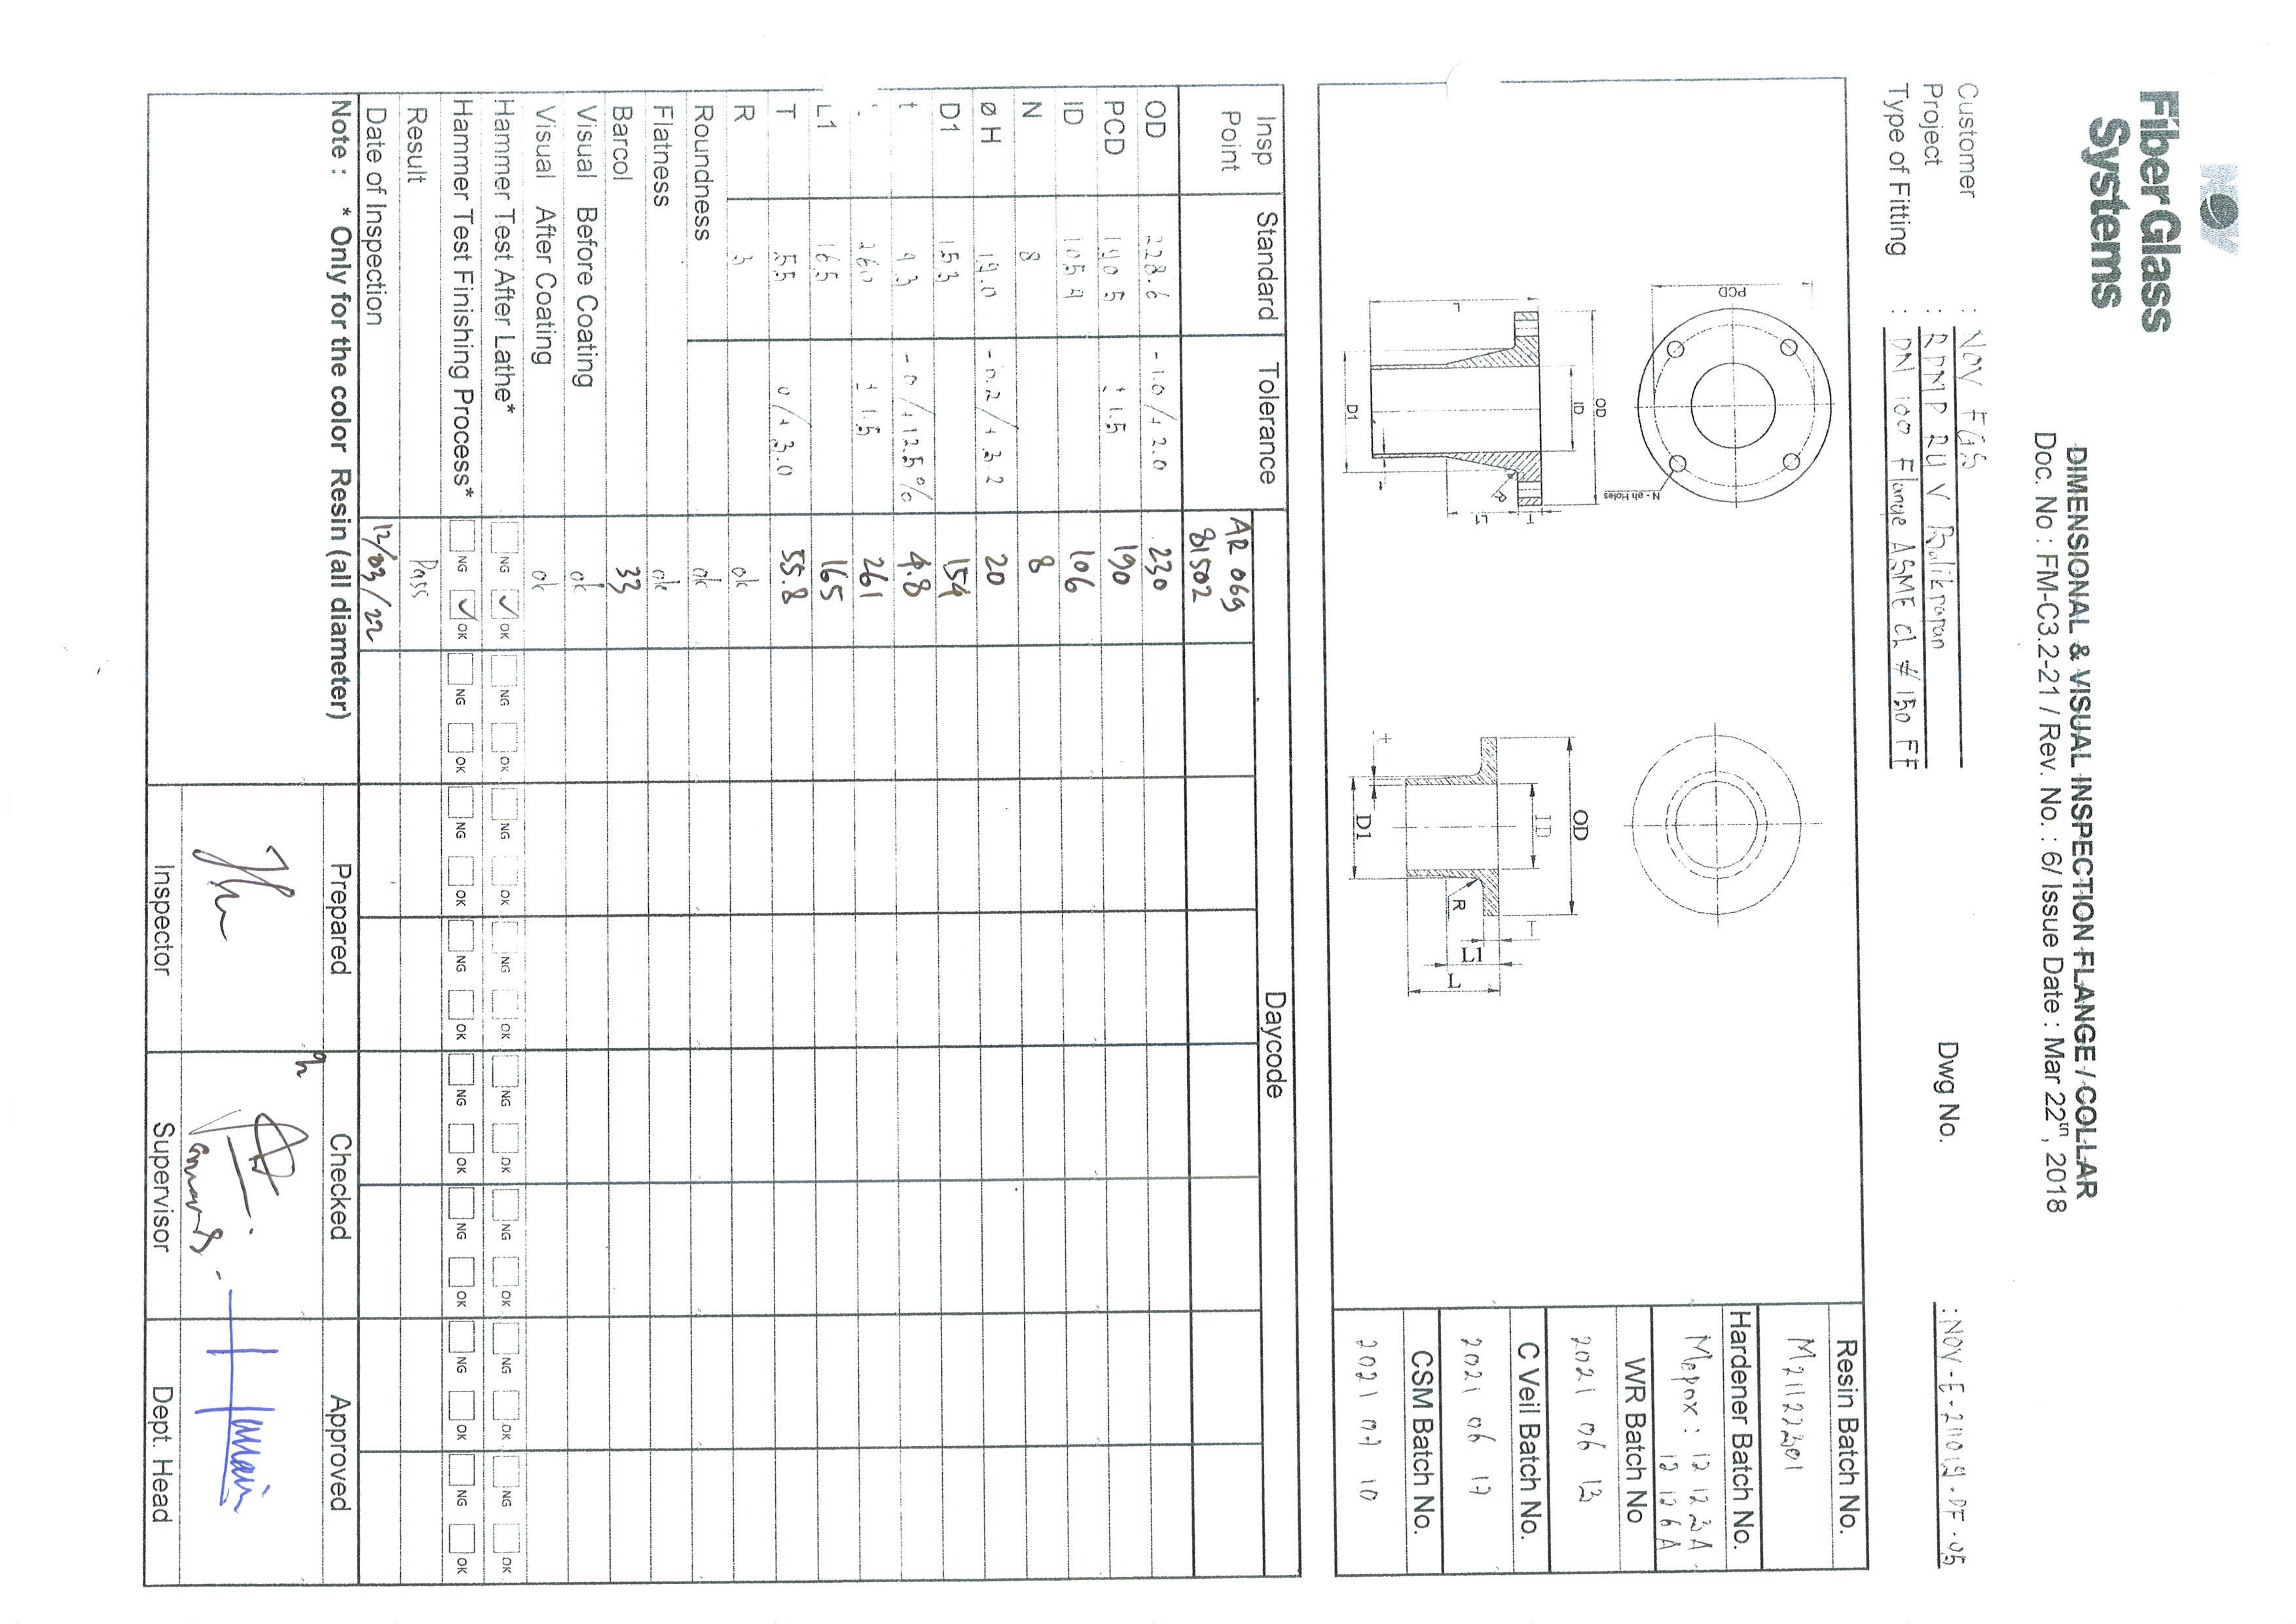 NOV
FiberGlass
Systems
DIMENSIONAL & VISUAL INSPECTION FLANGE / COLLAR
Doc. No : FM-C3.2-21 / Rev. No. : 6/ Issue Date : Mar 22th, 2018
Customer : NOV FGS
Project : RDMP RU V Balikpapan
Type of Fitting : DN 100 Flange ASME cl # 150 FF
Dwg No. : NOV-E-211019-DF-05
PCD
OD
ID
L
D1
R
T
L1
N - øh Holes
OD
ID
D1
t
R
T
L1
L
Resin Batch No.
M21122301
Hardener Batch No.
Mepox : 12 12 23A
12 12 6A
WR Batch No
2021 06 13
C Veil Batch No.
2021 06 17
CSM Batch No.
2021 07 10
Insp Point Standard Tolerance Daycode
AR 069
81502
OD 228.6 -1.0/+2.0 230
PCD 190.5 ± 1.5 190
ID 105.4 106
N 8 8
ø H 19.0 -0.2/+3.2 20
D1 153 154
t 4.3 -0/+12.5% 4.8
260 ± 1.5 261
L1 165 165
T 55 0/+3.0 55.8
R 3 ok
Roundness ok
Flatness ok
Barcol 33
Visual Before Coating ok
Visual After Coating ok
Hammer Test After Lathe* NG ✓ OK NG OK NG OK NG OK NG OK NG OK NG OK NG OK
Hammer Test Finishing Process* NG ✓ OK NG OK NG OK NG OK NG OK NG OK NG OK NG OK
Result Pass
Date of Inspection 12/03/22
Note : * Only for the color Resin (all diameter)
Prepared Checked Approved
Inspector Supervisor Dept. Head